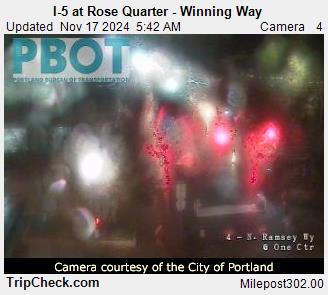 I-5 at Rose Quarter - Winning Way
Updated Nov 17 2024 5:42 AM Camera 4
PBOT
PORTLAND BUREAU OF TRANSPORTATION
4 - N. Ramsey Wy
@ One Ctr
Camera courtesy of the City of Portland
TripCheck.com Milepost302.00